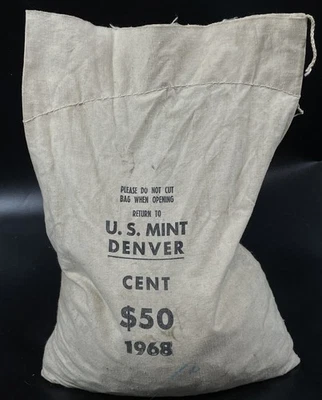 PLEASE DO NOT CUT
BAG WHEN OPENING
RETURN TO
U. S. MINT
DENVER
CENT
$50
1968